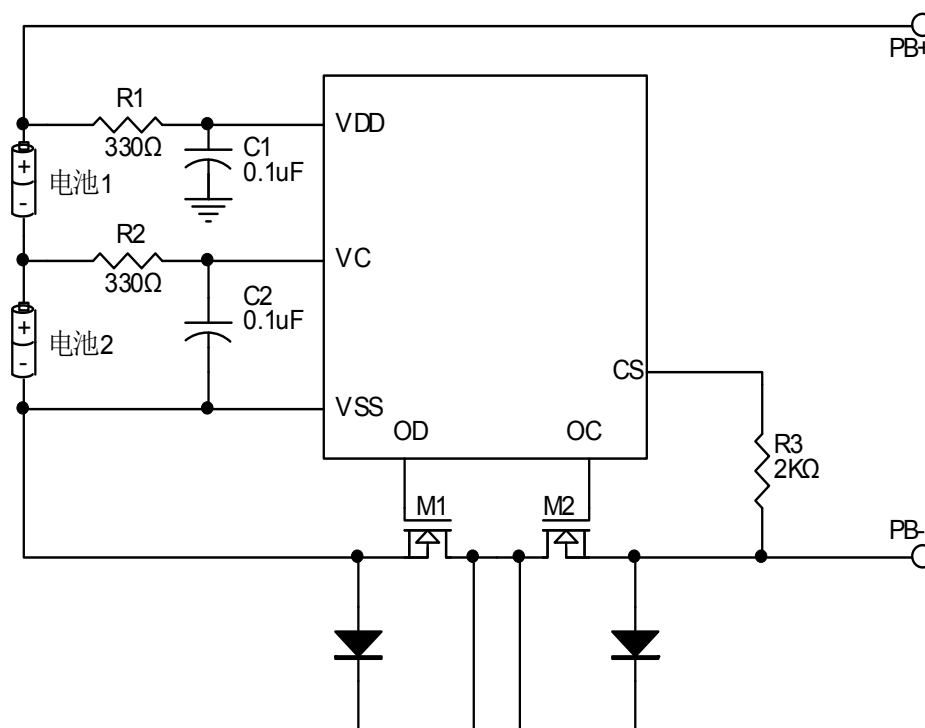 PB+
R1
330Ω
VDD
C1
0.1uF
+
-
电池1
R2
330Ω
VC
C2
0.1uF
+
-
电池2
CS
VSS
OD
OC
R3
2KΩ
M1
M2
PB-